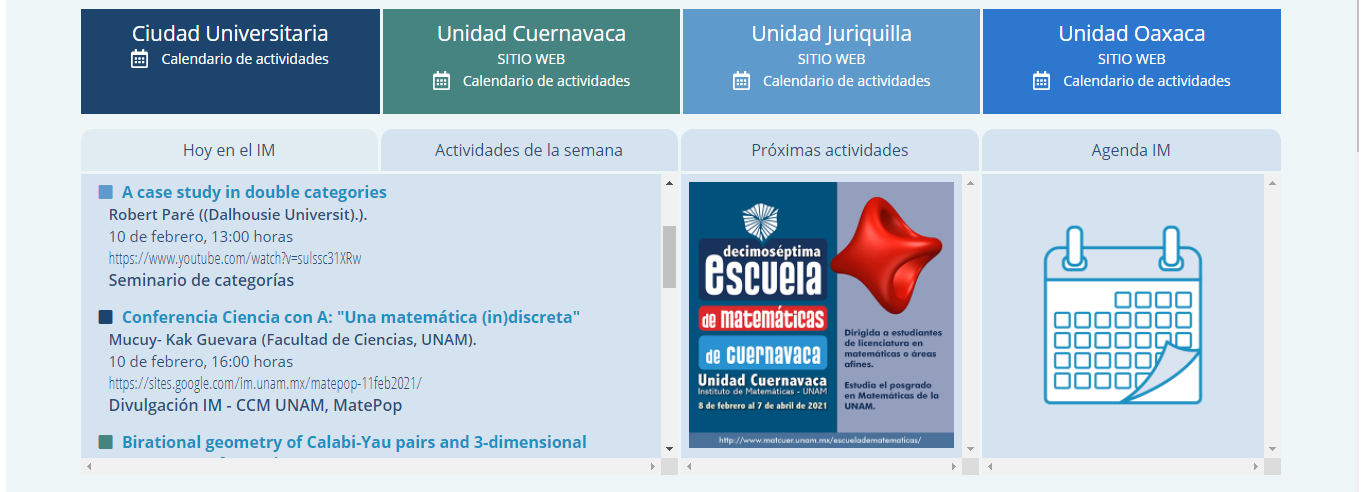 Ciudad Universitaria
Calendario de actividades
Unidad Cuernavaca
SITIO WEB
Calendario de actividades
Unidad Juriquilla
SITIO WEB
Calendario de actividades
Unidad Oaxaca
SITIO WEB
Calendario de actividades
Hoy en el IM
Actividades de la semana
Próximas actividades
Agenda IM
A case study in double categories
Robert Paré ((Dalhousie Universit).).
10 de febrero, 13:00 horas
https://www.youtube.com/watch?v=sulssc31XRw
Seminario de categorías
Conferencia Ciencia con A: "Una matemática (in)discreta"
Mucuy- Kak Guevara (Facultad de Ciencias, UNAM).
10 de febrero, 16:00 horas
https://sites.google.com/im.unam.mx/matepop-11feb2021/
Divulgación IM - CCM UNAM, MatePop
Birational geometry of Calabi-Yau pairs and 3-dimensional
decimoséptima
escuela
de matemáticas
de cuernavaca
Unidad Cuernavaca
Instituto de Matemáticas - UNAM
8 de febrero al 7 de abril de 2021
Dirigida a estudiantes
de licenciatura en
matemáticas o áreas
afines.
Estudia el posgrado
en Matemáticas de la
UNAM.
http://www.matcuer.unam.mx/escueladematematicas/